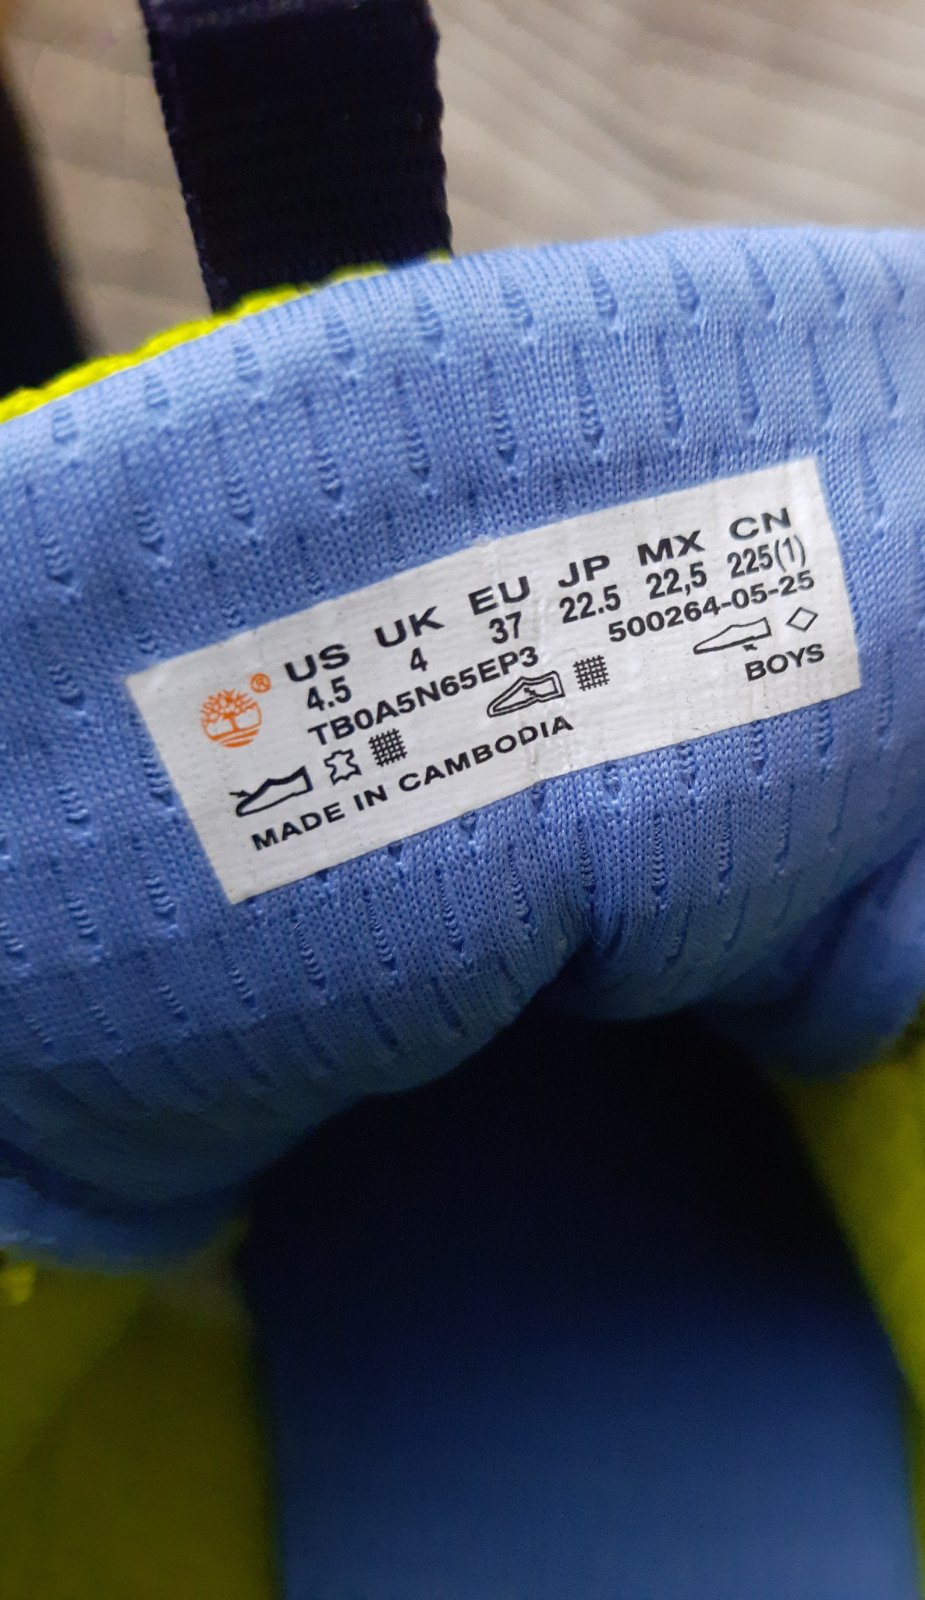 US UK EU JP MX CN
4.5 4 37 22.5 22,5 225(1)
TB0A5N65EP3 500264-05-25
BOYS
MADE IN CAMBODIA
®